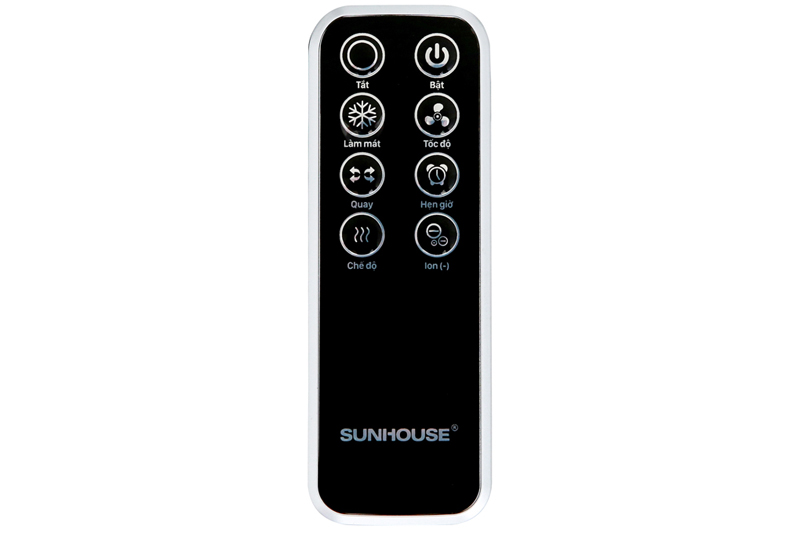 Tắt Bật
Làm mát Tốc độ
Quay Hẹn giờ
Chế độ Ion (-)
SUNHOUSE®